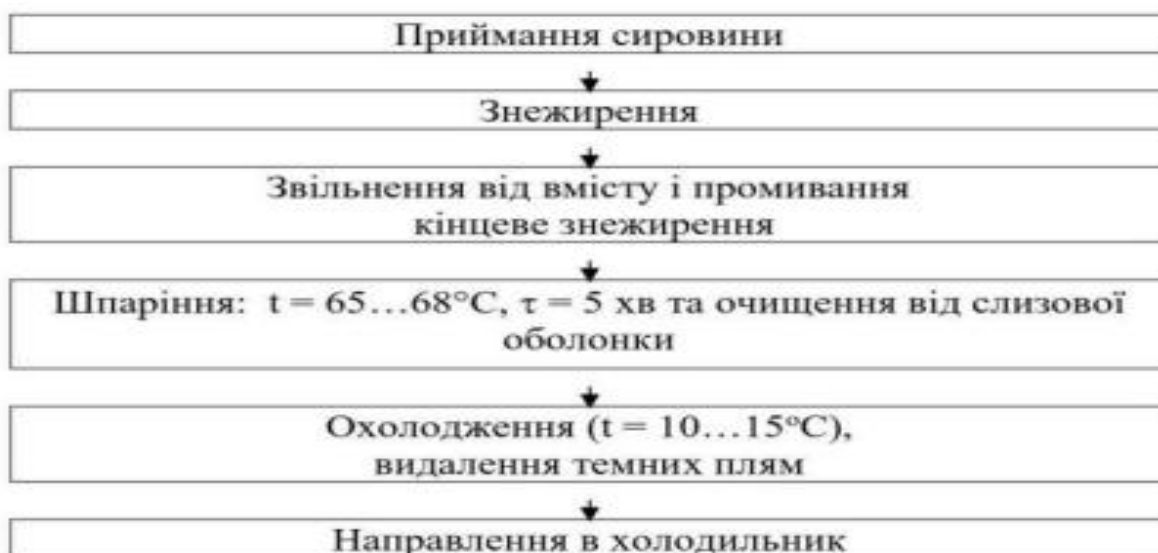 Приймання сировини
Знежирення
Звільнення від вмісту і промивання
кінцеве знежирення
Шпаріння: t = 65...68°C, τ = 5 хв та очищення від слизової
оболонки
Охолодження (t = 10...15°C),
видалення темних плям
Направлення в холодильник